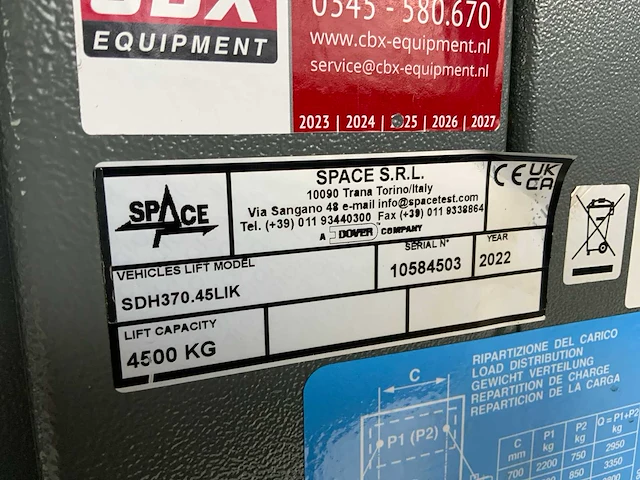 CBX
EQUIPMENT
0345 - 580.670
www.cbx-equipment.nl
service@cbx-equipment.nl
2023 | 2024 | 2025 | 2026 | 2027
SPACE
SPACE S.R.L.
10090 Trana Torino/Italy
Via Sangano 48 e-mail info@spacetest.com
Tel. (+39) 011 93440300 Fax (+39) 011 9338864
A DOVER COMPANY
CE UK
CA
VEHICLES LIFT MODEL
SDH370.45LIK
SERIAL N°
10584503
YEAR
2022
LIFT CAPACITY
4500 KG
RIPARTIZIONE DEL CARICO
LOAD DISTRIBUTION
GEWICHT VERTEILUNG
REPARTITION DE CHARGE
REPARTICION DE LA CARGA
C
P1 (P2)
C mm P1 kg P2 kg Q = P1+P2 kg
700 2200 750 2950
850 3350